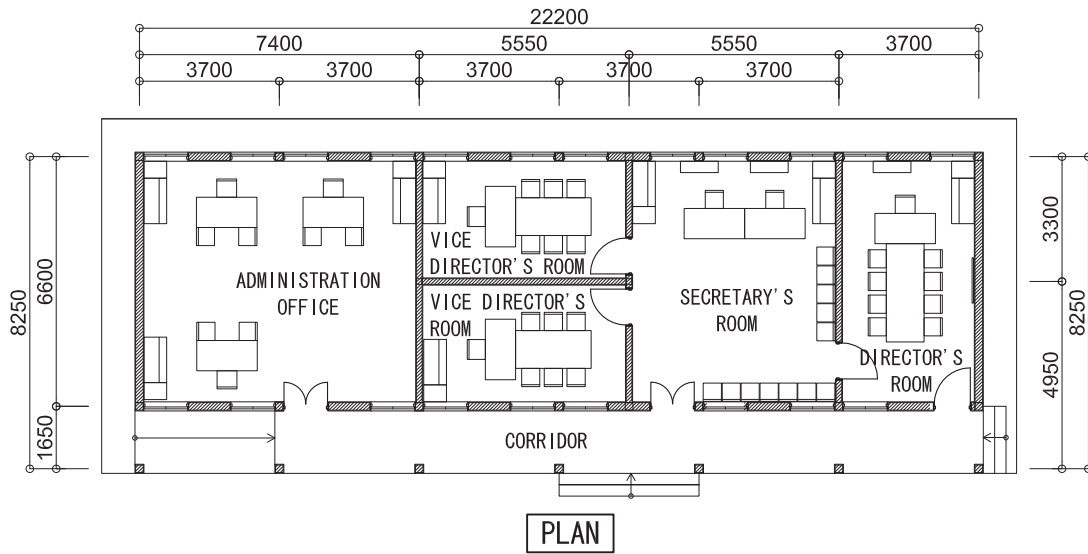 22200
7400 5550 5550 3700
3700 3700 3700 3700 3700
8250
6600
1650
3300
4950
8250
VICE
DIRECTOR'S ROOM
ADMINISTRATION
OFFICE
VICE DIRECTOR'S
ROOM
SECRETARY'S
ROOM
DIRECTOR'S
ROOM
CORRIDOR
PLAN